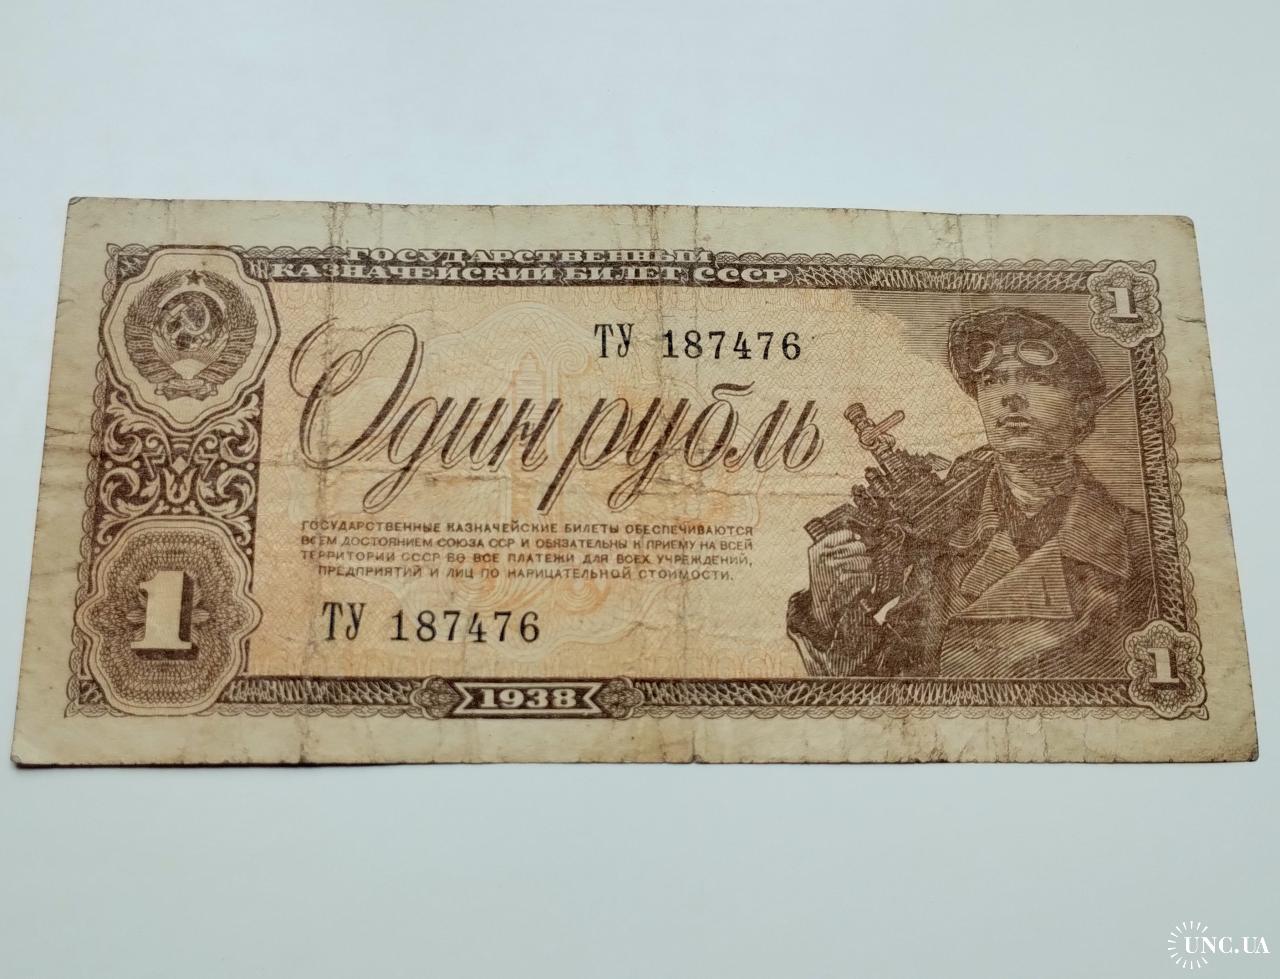 ГОСУДАРСТВЕННЫЙ
КАЗНАЧЕЙСКИЙ БИЛЕТ СССР
1
ТУ 187476
Один рубль
ГОСУДАРСТВЕННЫЕ КАЗНАЧЕЙСКИЕ БИЛЕТЫ ОБЕСПЕЧИВАЮТСЯ
ВСЕМ ДОСТОЯНИЕМ СОЮЗА ССР И ОБЯЗАТЕЛЬНЫ К ПРИЕМУ НА ВСЕЙ
ТЕРРИТОРИИ СССР ВО ВСЕ ПЛАТЕЖИ ДЛЯ ВСЕХ УЧРЕЖДЕНИЙ,
ПРЕДПРИЯТИЙ И ЛИЦ ПО НАРИЦАТЕЛЬНОЙ СТОИМОСТИ.
1
ТУ 187476
1
1938
UNC.UA